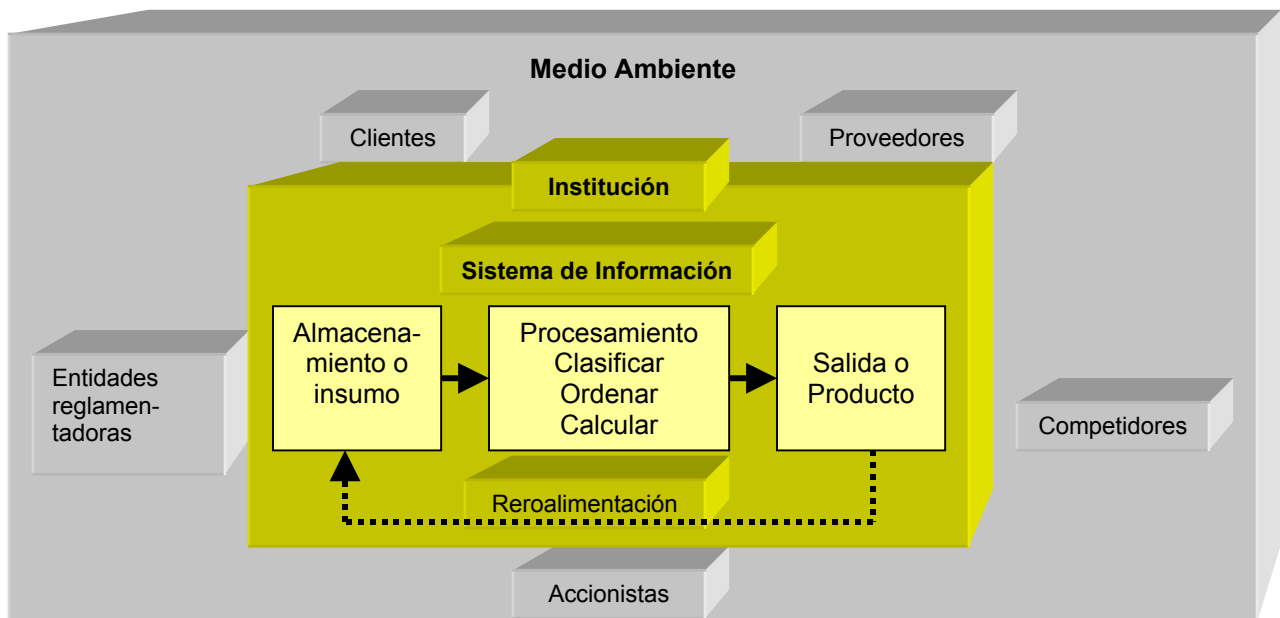 Medio Ambiente
Clientes
Proveedores
Institución
Sistema de Información
Almacena-
miento o
insumo
Procesamiento
Clasificar
Ordenar
Calcular
Salida o
Producto
Entidades
reglamen-
tadoras
Competidores
Reroalimentación
Accionistas